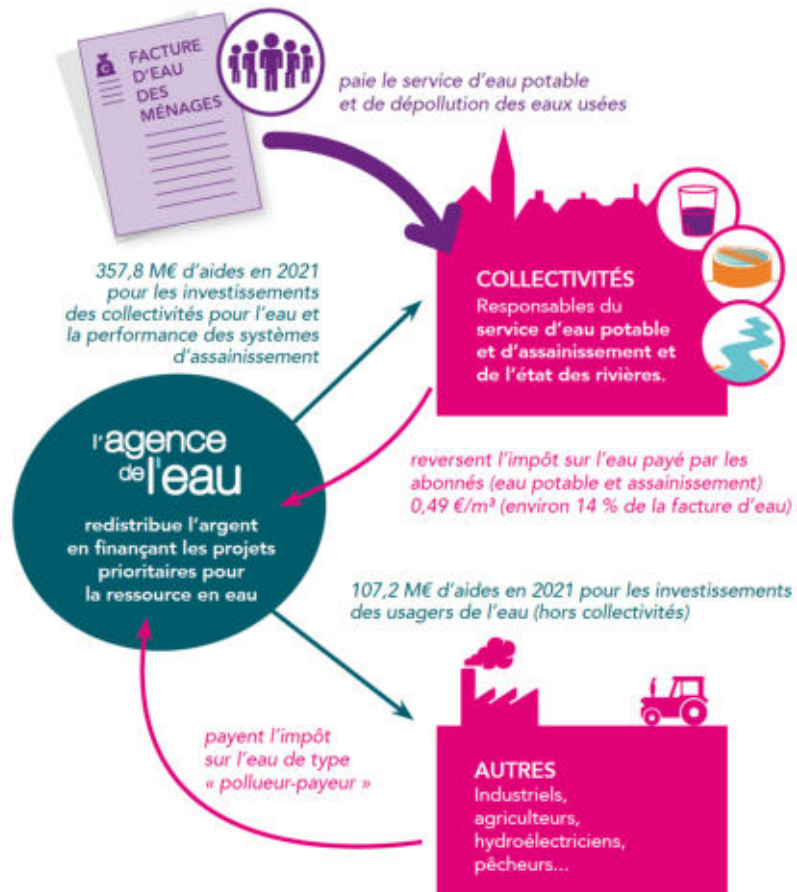 FACTURE
D'EAU
DES
MÉNAGES
paie le service d'eau potable
et de dépollution des eaux usées
357,8 M€ d'aides en 2021
pour les investissements
des collectivités pour l'eau et
la performance des systèmes
d'assainissement
COLLECTIVITÉS
Responsables du
service d'eau potable
et d'assainissement et
de l'état des rivières.
l'agence
de l'eau
redistribue l'argent
en finançant les projets
prioritaires pour
la ressource en eau
reversent l'impôt sur l'eau payé par les
abonnés (eau potable et assainissement)
0,49 €/m³ (environ 14 % de la facture d'eau)
107,2 M€ d'aides en 2021 pour les investissements
des usagers de l'eau (hors collectivités)
payent l'impôt
sur l'eau de type
« pollueur-payeur »
AUTRES
Industriels,
agriculteurs,
hydroélectriciens,
pêcheurs...